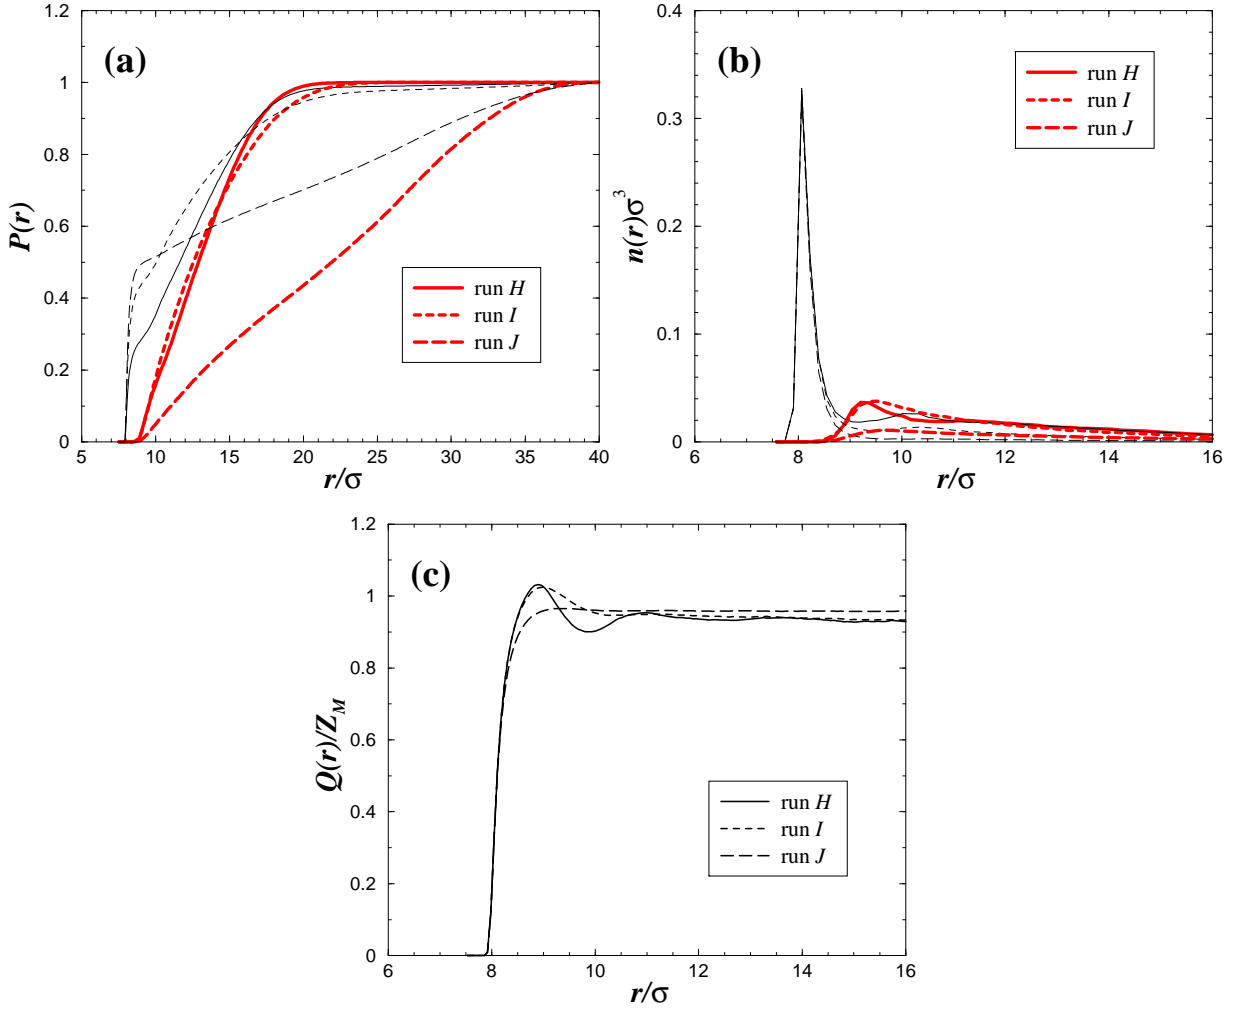 (a)
P(r)
1.2
1
0.8
0.6
0.4
0.2
0
5 10 15 20 25 30 35 40
r/σ
run H
run I
run J
(b)
n(r)σ³
0.4
0.3
0.2
0.1
0
6 8 10 12 14 16
r/σ
run H
run I
run J
(c)
Q(r)/Z_M
1.2
1
0.8
0.6
0.4
0.2
0
6 8 10 12 14 16
r/σ
run H
run I
run J